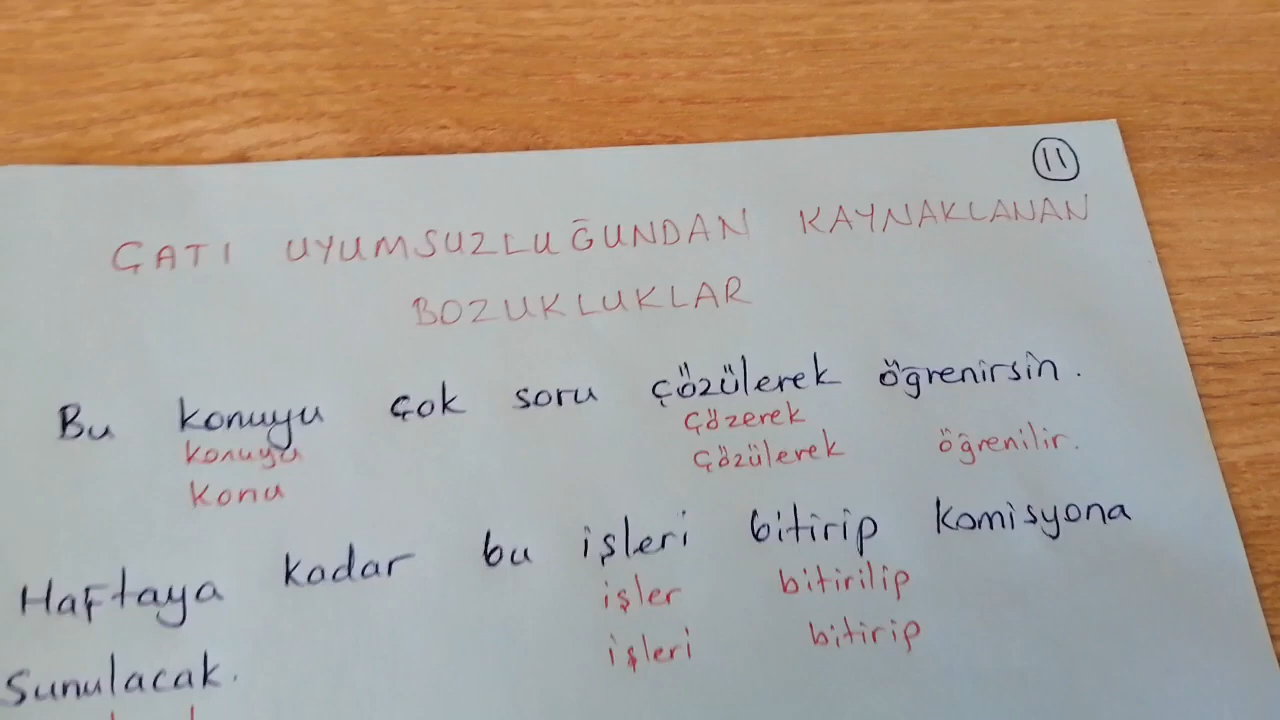 11
ÇATI UYUMSUZLUĞUNDAN KAYNAKLANAN
BOZUKLUKLAR
Bu konuyu çok soru çözülerek öğrenirsin.
konuyu çözerek
konu çözülerek öğrenilir.
Haftaya kadar bu işleri bitirip komisyona
işler bitirilip
işleri bitirip
sunulacak.